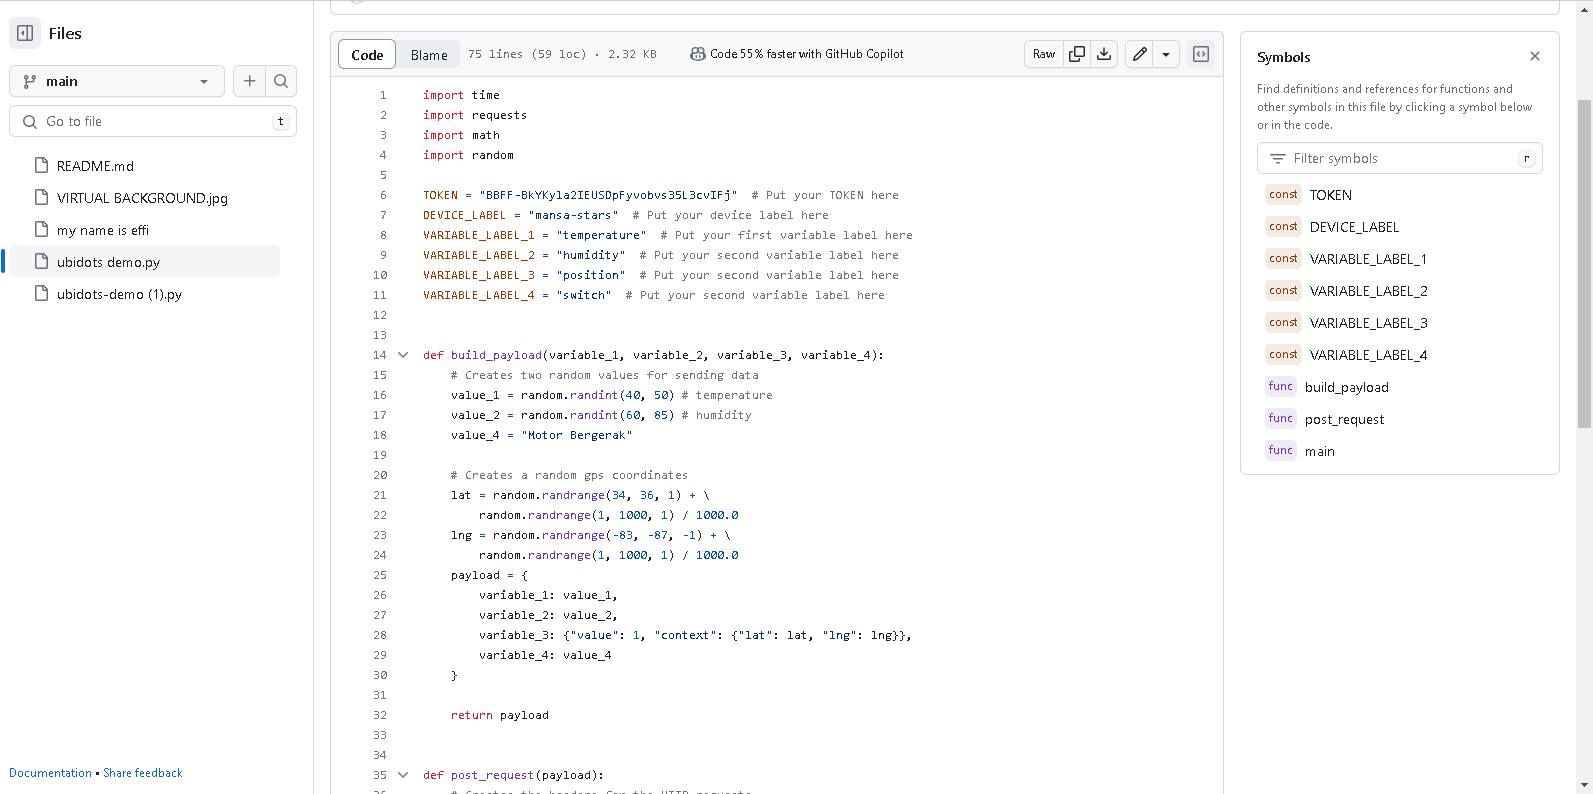 Files
main
Go to file
t
README.md
VIRTUAL BACKGROUND.jpg
my name is effi
ubidots demo.py
ubidots-demo (1).py
Documentation • Share feedback
Code Blame 75 lines (59 loc) · 2.32 KB Code 55% faster with GitHub Copilot Raw
1 import time
2 import requests
3 import math
4 import random
5
6 TOKEN = "BBFF-BkYKyla2IEUSDpFyvobvs35L3cvIFj" # Put your TOKEN here
7 DEVICE_LABEL = "mansa-stars" # Put your device label here
8 VARIABLE_LABEL_1 = "temperature" # Put your first variable label here
9 VARIABLE_LABEL_2 = "humidity" # Put your second variable label here
10 VARIABLE_LABEL_3 = "position" # Put your second variable label here
11 VARIABLE_LABEL_4 = "switch" # Put your second variable label here
12
13
14 def build_payload(variable_1, variable_2, variable_3, variable_4):
15 # Creates two random values for sending data
16 value_1 = random.randint(40, 50) # temperature
17 value_2 = random.randint(60, 85) # humidity
18 value_4 = "Motor Bergerak"
19
20 # Creates a random gps coordinates
21 lat = random.randrange(34, 36, 1) + \
22 random.randrange(1, 1000, 1) / 1000.0
23 lng = random.randrange(-83, -87, -1) + \
24 random.randrange(1, 1000, 1) / 1000.0
25 payload = {
26 variable_1: value_1,
27 variable_2: value_2,
28 variable_3: {"value": 1, "context": {"lat": lat, "lng": lng}},
29 variable_4: value_4
30 }
31
32 return payload
33
34
35 def post_request(payload):
Symbols
Find definitions and references for functions and
other symbols in this file by clicking a symbol below
or in the code.
Filter symbols
r
const TOKEN
const DEVICE_LABEL
const VARIABLE_LABEL_1
const VARIABLE_LABEL_2
const VARIABLE_LABEL_3
const VARIABLE_LABEL_4
func build_payload
func post_request
func main